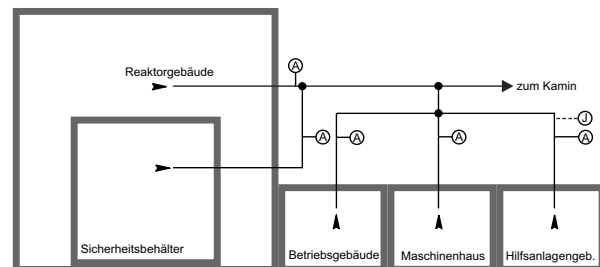 A
Reaktorgebäude
zum Kamin
J
A
A
A
A
Sicherheitsbehälter
Betriebsgebäude
Maschinenhaus
Hilfsanlagengeb.